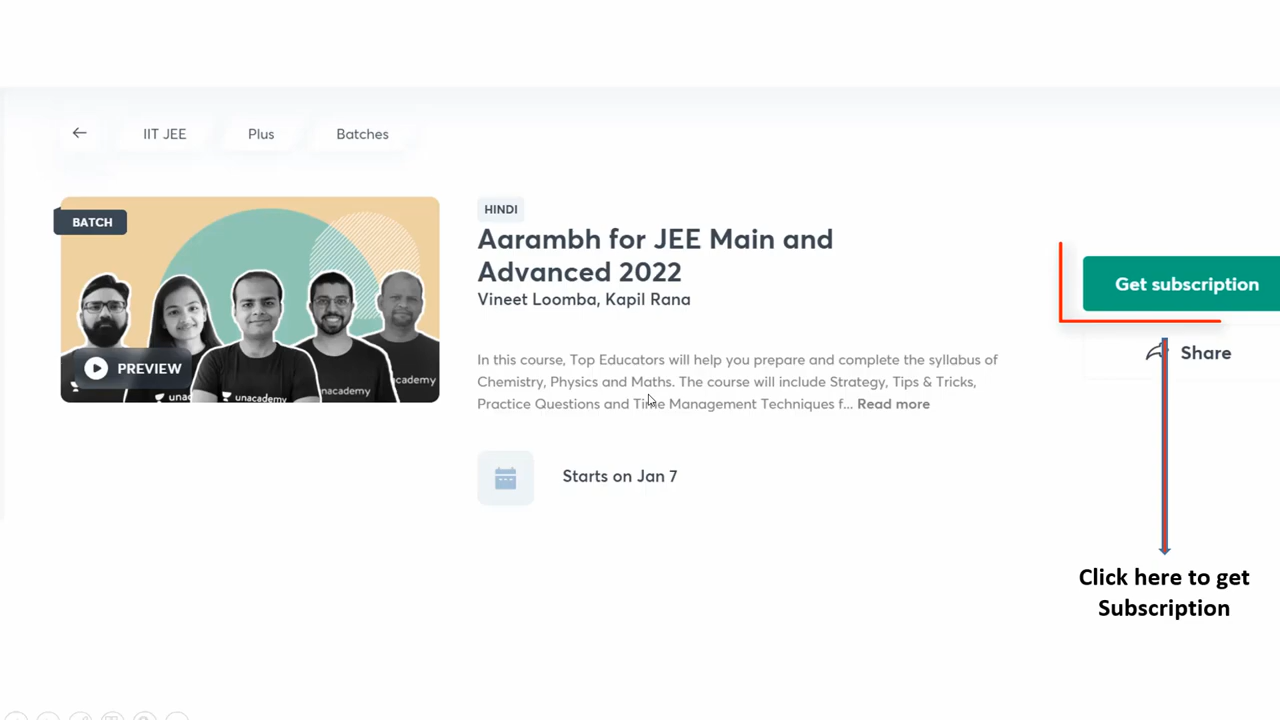 IIT JEE
Plus
Batches
BATCH
PREVIEW
unac
unacademy
cademy
HINDI
Aarambh for JEE Main and
Advanced 2022
Vineet Loomba, Kapil Rana
In this course, Top Educators will help you prepare and complete the syllabus of
Chemistry, Physics and Maths. The course will include Strategy, Tips & Tricks,
Practice Questions and Time Management Techniques f... Read more
Starts on Jan 7
Get subscription
Share
Click here to get
Subscription